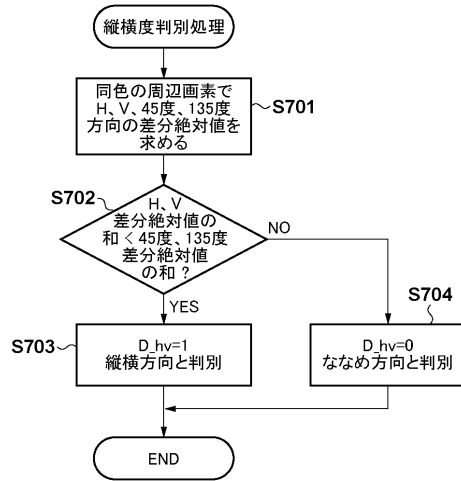 縦横度判別処理
同色の周辺画素で
H、V、45度、135度
方向の差分絶対値を
求める
S701
S702
H、V
差分絶対値の
和 < 45度、135度
差分絶対値
の和 ?
NO
YES
S704
S703
D_hv=1
縦横方向と判別
D_hv=0
ななめ方向と判別
END